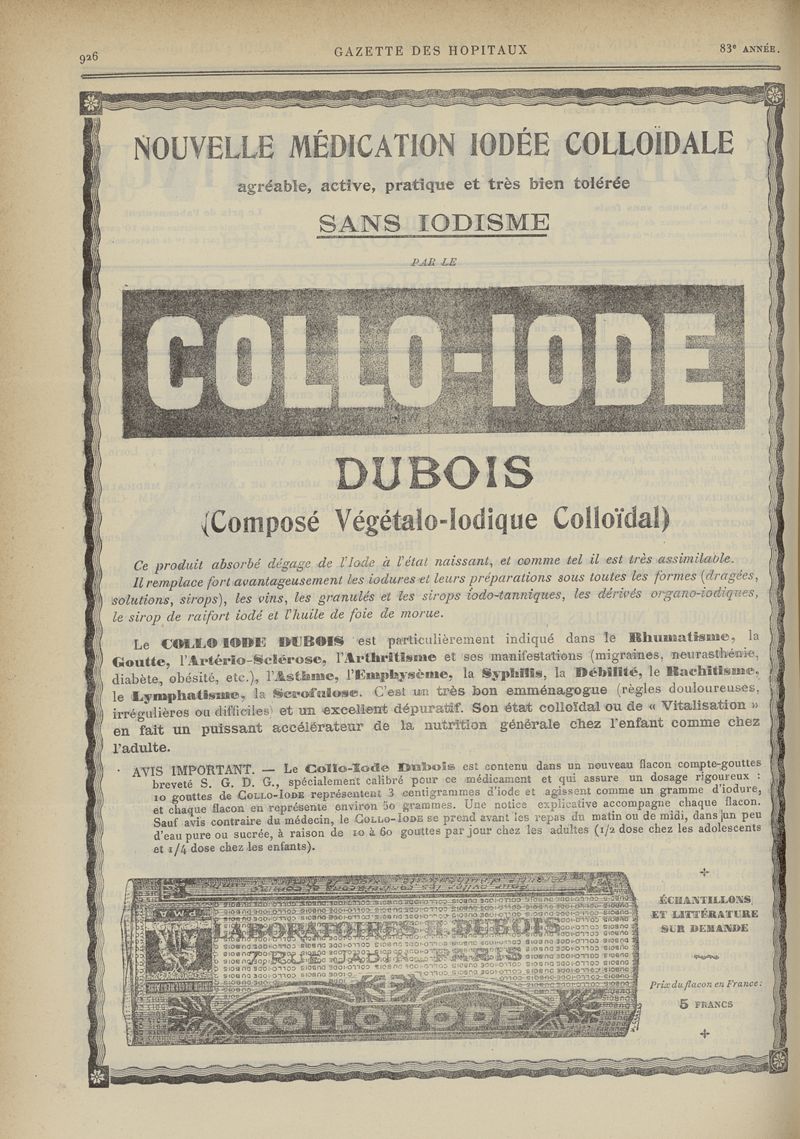 926
GAZETTE DES HOPITAUX
83e ANNÉE.
NOUVELLE MÉDICATION IODÉE COLLOÏDALE
agréable, active, pratique et très bien tolérée
SANS IODISME
PAR LE
COLLO-IODE
DUBOIS
(Composé Végétalo-Iodique Colloïdal)
Ce produit absorbé dégage de l'Iode à l'état naissant, et comme tel il est très assimilable.
Il remplace fort avantageusement les iodures et leurs préparations sous toutes les formes (dragées,
solutions, sirops), les vins, les granulés et les sirops iodo-tanniques, les dérivés organo-iodiques,
le sirop de raifort iodé et l'huile de foie de morue.
Le COLLO IODE DUBOIS est particulièrement indiqué dans le Rhumatisme, la
Goutte, l'Artério-Sclérose, l'Arthritisme et ses manifestations (migraines, neurasthénie,
diabète, obésité, etc.), l'Asthme, l'Emphysème, la Syphilis, la Débilité, le Rachitisme,
le Lymphatisme, la Scrofulose. C'est un très bon emménagogue (règles douloureuses,
irrégulières ou difficiles) et un excellent dépuratif. Son état colloïdal ou de « Vitalisation »
en fait un puissant accélérateur de la nutrition générale chez l'enfant comme chez
l'adulte.
AVIS IMPORTANT. — Le Collo-Iode Dubois est contenu dans un nouveau flacon compte-gouttes
breveté S. G. D. G., spécialement calibré pour ce médicament et qui assure un dosage rigoureux :
10 gouttes de COLLO-IODE représentent 3 centigrammes d'iode et agissent comme un gramme d'iodure,
et chaque flacon en représente environ 50 grammes. Une notice explicative accompagne chaque flacon.
Sauf avis contraire du médecin, le COLLO-IODE se prend avant les repas du matin ou de midi, dans un peu
d'eau pure ou sucrée, à raison de 10 à 60 gouttes par jour chez les adultes (1/2 dose chez les adolescents
et 1/4 dose chez les enfants).
LABORATOIRES DUBOIS
7 RUE JADIN PARIS
COLLO-IODE
ÉCHANTILLONS
ET LITTÉRATURE
SUR DEMANDE
Prix du flacon en France :
5 FRANCS